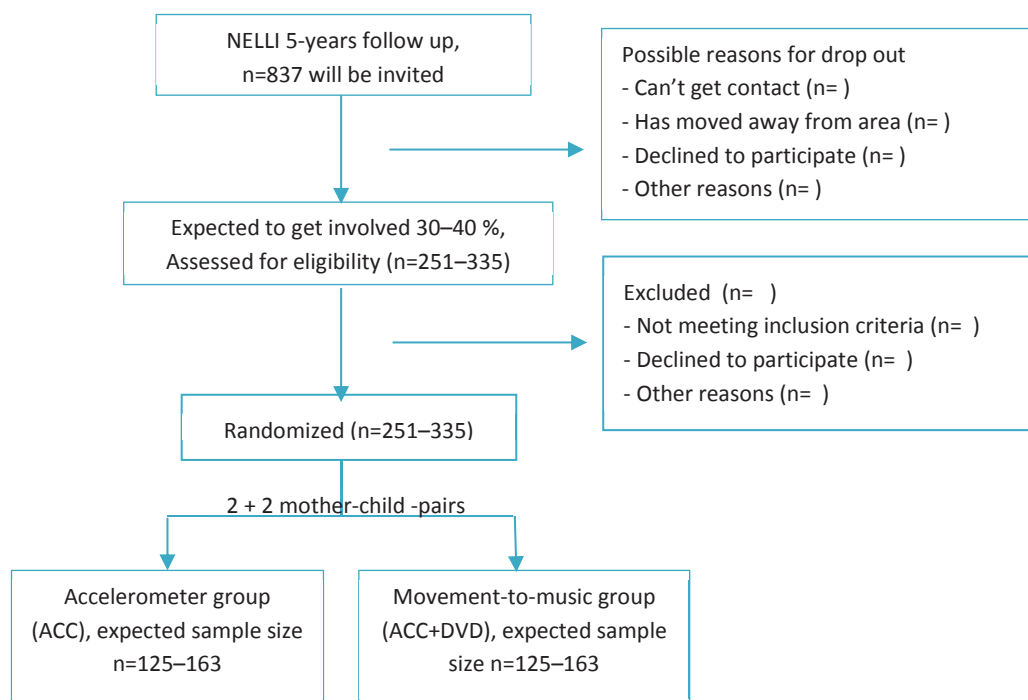 NELLI 5-years follow up,
n=837 will be invited
Possible reasons for drop out
- Can't get contact (n= )
- Has moved away from area (n= )
- Declined to participate (n= )
- Other reasons (n= )
Expected to get involved 30–40 %,
Assessed for eligibility (n=251–335)
Excluded  (n=   )
- Not meeting inclusion criteria (n=  )
- Declined to participate (n=  )
- Other reasons (n=  )
Randomized (n=251–335)
2 + 2 mother-child -pairs
Accelerometer group
(ACC), expected sample size
n=125–163
Movement-to-music group
(ACC+DVD), expected sample
size n=125–163